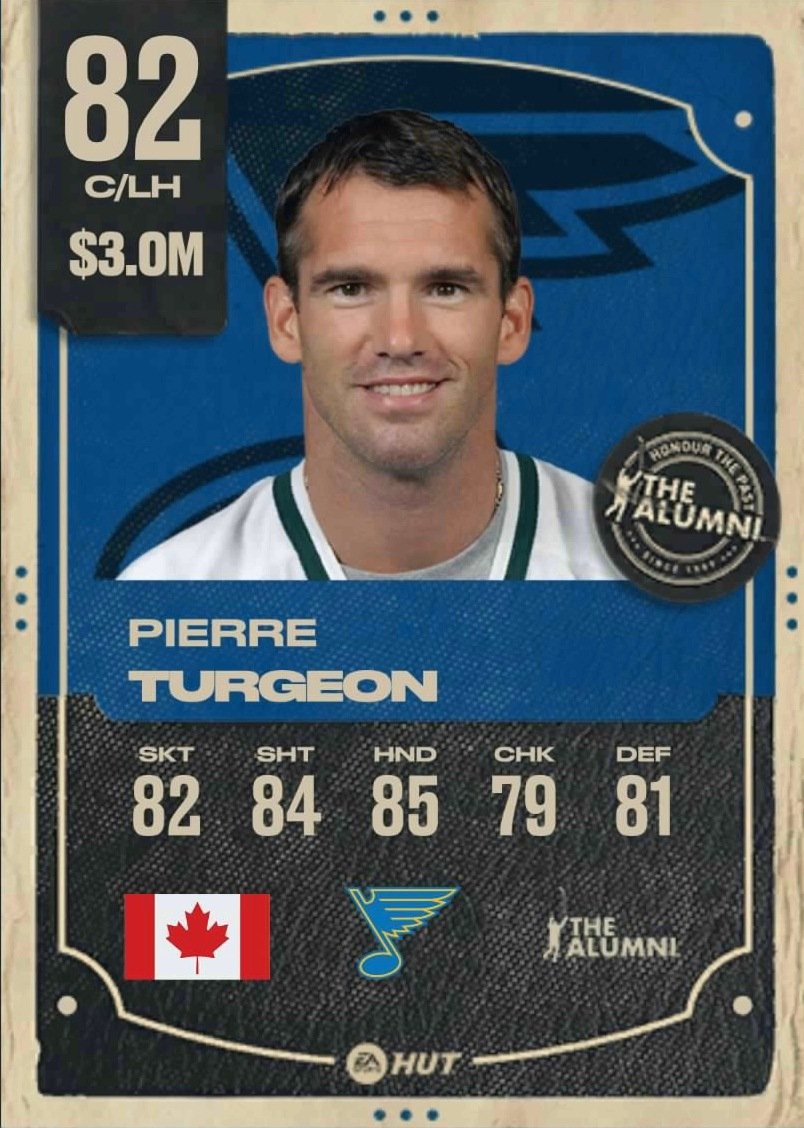 82
C/LH
$3.0M
HONOUR THE PAST
THE
ALUMNI
PIERRE
TURGEON
SKT SHT HND CHK DEF
82 84 85 79 81
THE
ALUMNI
EA
HUT